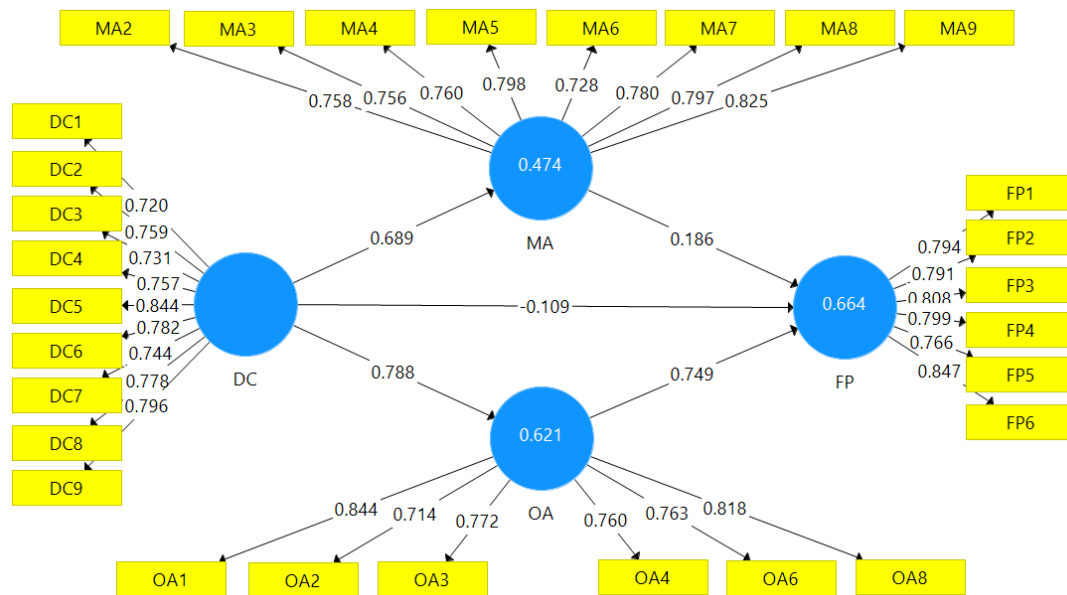 MA2 MA3 MA4 MA5 MA6 MA7 MA8 MA9
0.758 0.756 0.760 0.798 0.728 0.780 0.797 0.825
DC1
DC2
DC3
DC4
DC5
DC6
DC7
DC8
DC9
0.720
0.759
0.731
0.757
0.844
0.782
0.744
0.778
0.796
DC
0.474
MA
0.689
0.186
-0.109
0.788
0.749
0.621
OA
0.664
FP
0.794
0.791
0.808
0.799
0.766
0.847
FP1
FP2
FP3
FP4
FP5
FP6
0.844 0.714 0.772 0.760 0.763 0.818
OA1 OA2 OA3 OA4 OA6 OA8